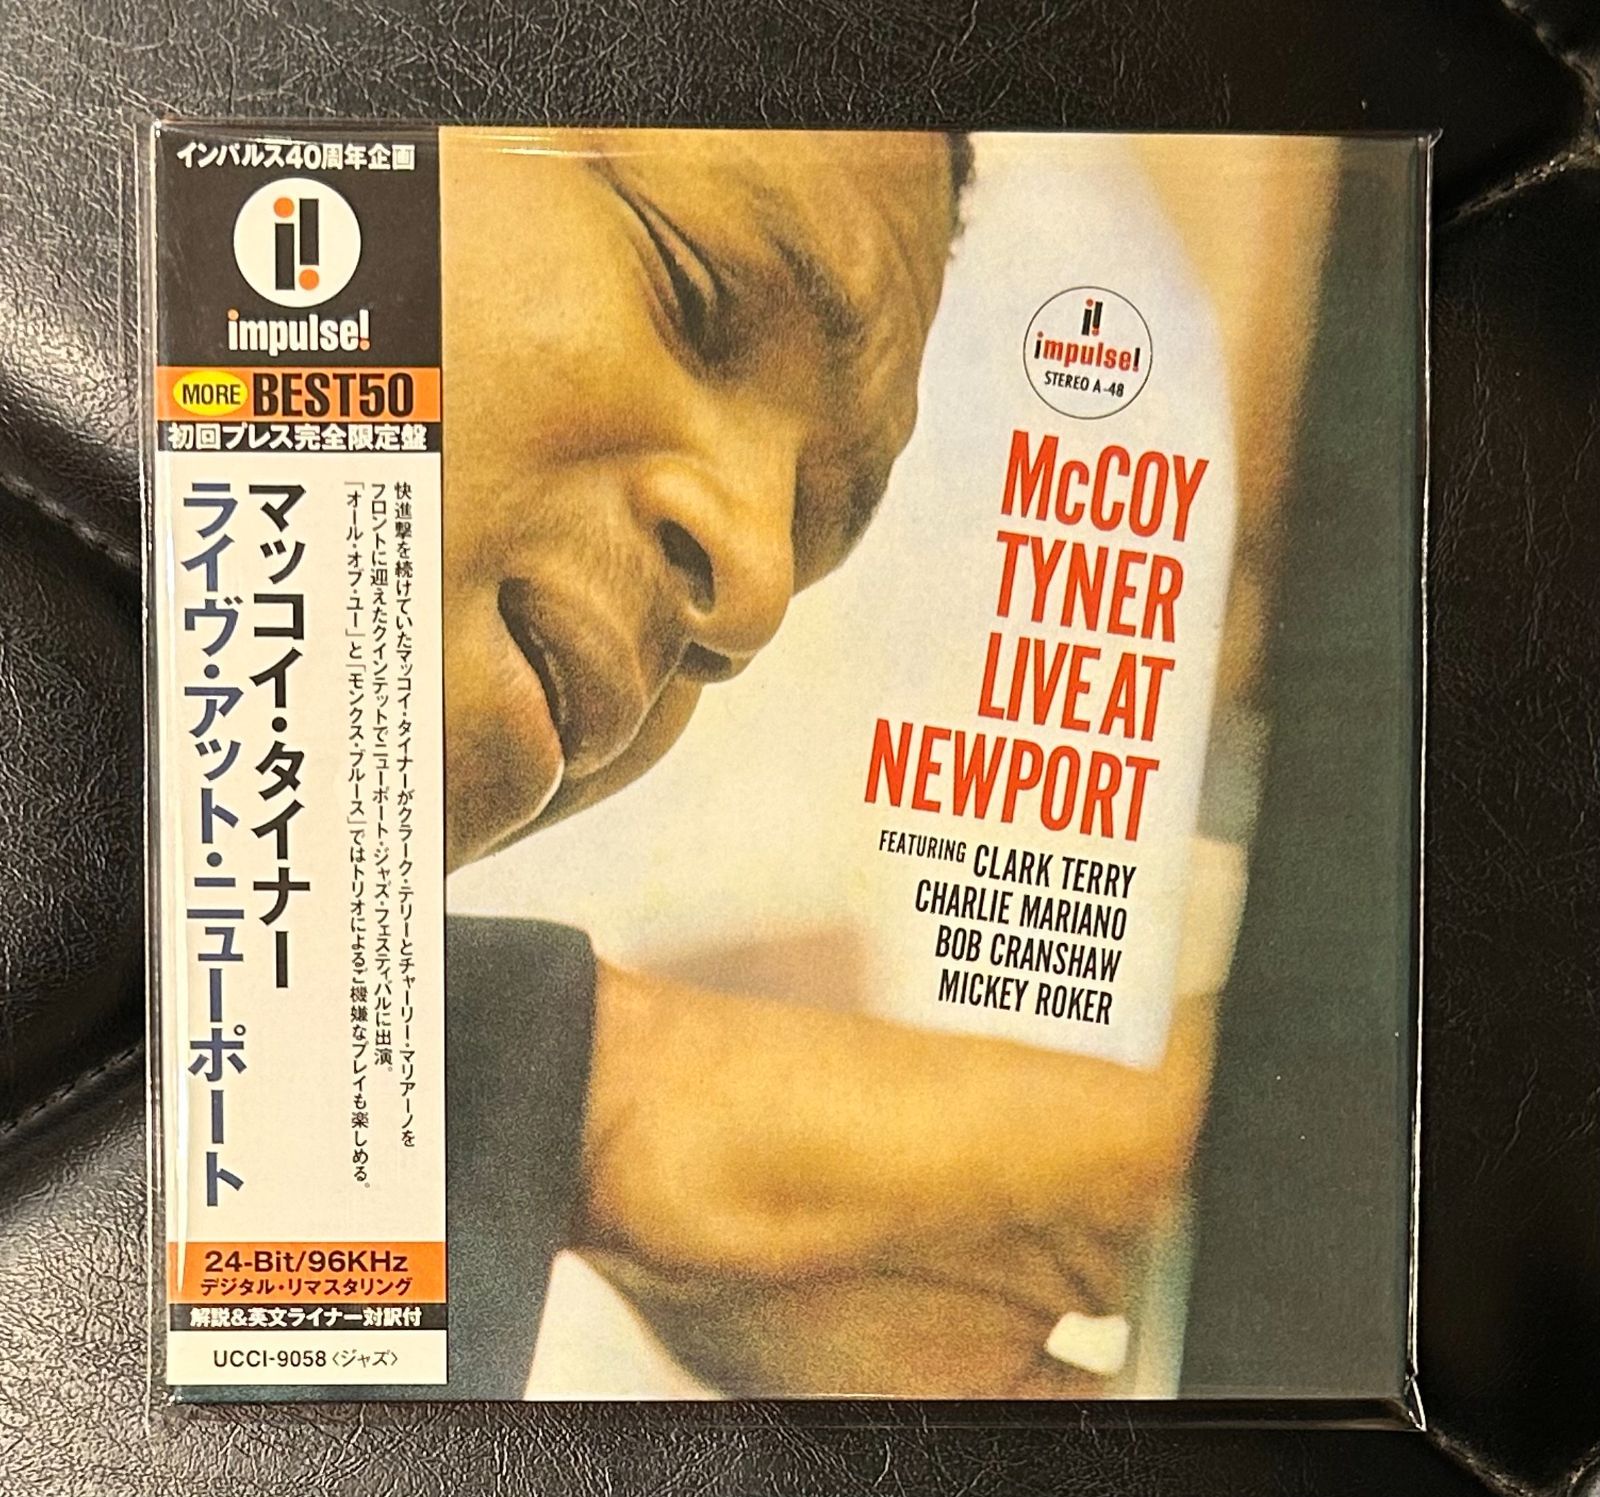 インパルス40周年企画
i!
impulse!
MORE BEST50
初回プレス完全限定盤
快進撃を続けていたマッコイ・タイナーがクラーク・テリーとチャーリー・マリアーノを
フロントに迎えたクインテットでニューポート・ジャズ・フェスティバルに出演。
「オール・オブ・ユー」と「モンクス・ブルース」ではトリオによるご機嫌なプレイも楽しめる。
マッコイ・タイナー
ライヴ・アット・ニューポート
24-Bit/96KHz
デジタル・リマスタリング
解説&英文ライナー対訳付
UCCI-9058〈ジャズ〉
i!
impulse!
STEREO A-48
McCOY
TYNER
LIVE AT
NEWPORT
FEATURING CLARK TERRY
CHARLIE MARIANO
BOB CRANSHAW
MICKEY ROKER